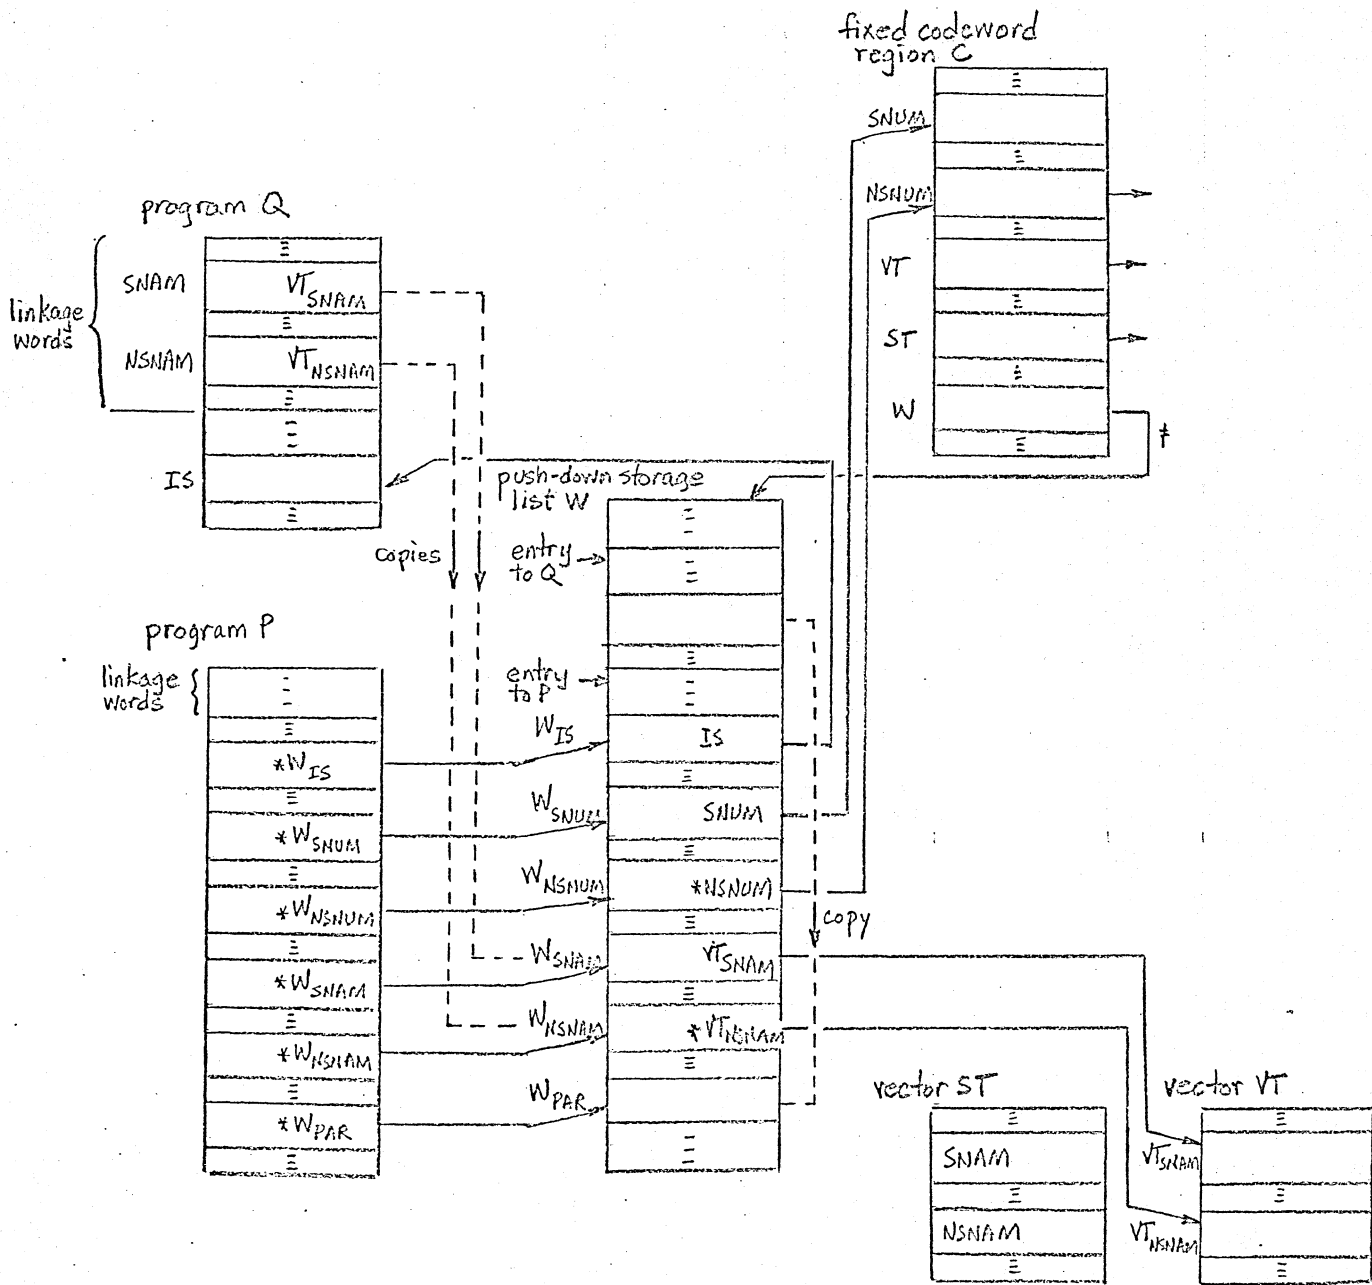 fixed codeword
region C
SNUM
NSNUM
VT
ST
W
‡
program Q
linkage
words
SNAM
VT_SNAM
NSNAM
VT_NSNAM
IS
copies
push-down storage
list W
entry
to Q
entry
to P
W_IS
IS
W_SNUM
SNUM
W_NSNUM
*NSNUM
W_SNAM
VT_SNAM
W_NSNAM
*VT_NSNAM
W_PAR
copy
program P
linkage
words
*W_IS
*W_SNUM
*W_NSNUM
*W_SNAM
*W_NSNAM
*W_PAR
vector ST
SNAM
NSNAM
vector VT
VT_SNAM
VT_NSNAM